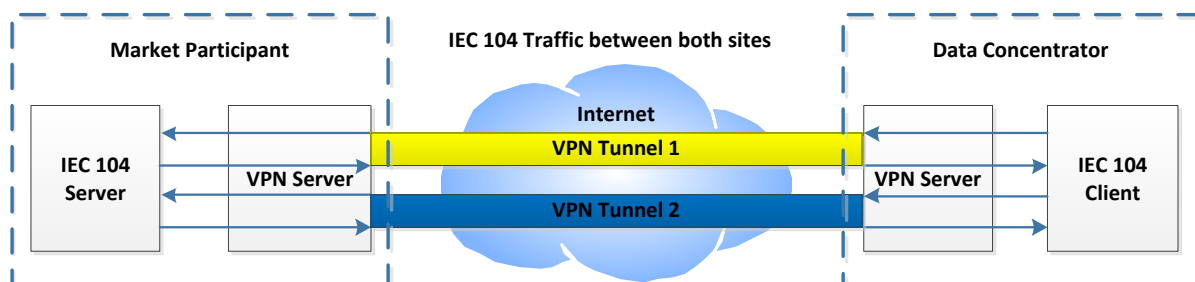 IEC 104 Traffic between both sites
Market Participant
Data Concentrator
Internet
IEC 104
Server
VPN Server
VPN Tunnel 1
VPN Tunnel 2
VPN Server
IEC 104
Client